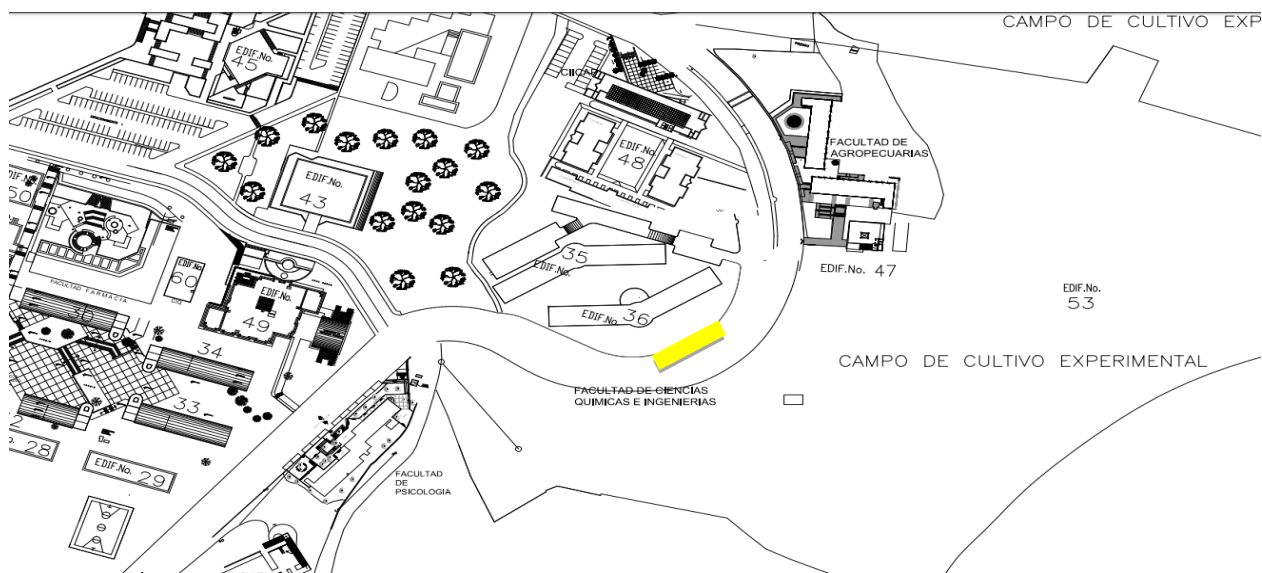 CAMPO DE CULTIVO EXP
EDIF.No.
45
D
CIICAP
EDIF.No.
48
FACULTAD DE
AGROPECUARIAS
EDIF.No.
43
50
EDIF.No.
60
CIQ
FACULTAD FARMACIA
35
EDIF.No.
EDIF.No. 47
EDIF.No.
53
EDIF.No.
49
EDIF.No. 36
34
CAMPO DE CULTIVO EXPERIMENTAL
FACULTAD DE CIENCIAS
QUIMICAS E INGENIERIAS
33
28
EDIF.No. 29
FACULTAD
DE
PSICOLOGIA